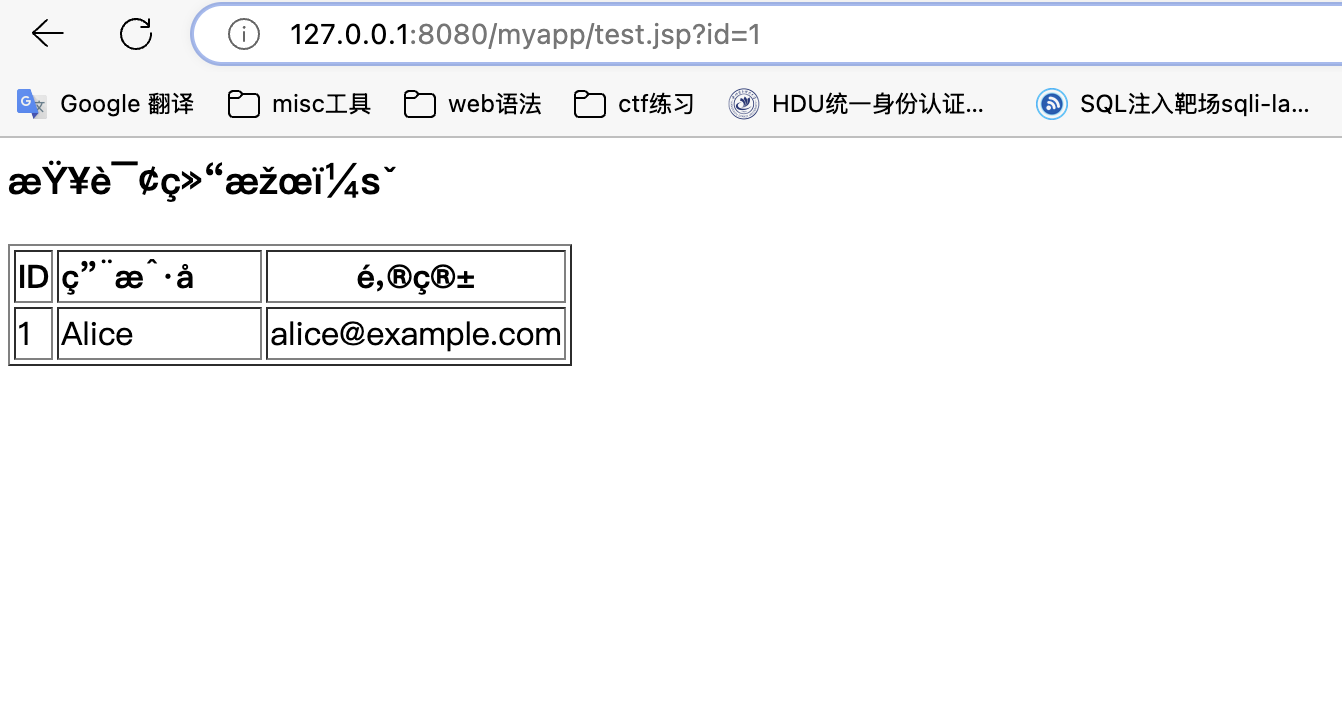 127.0.0.1:8080/myapp/test.jsp?id=1
Google 翻译 misc工具 web语法 ctf练习 HDU统一身份认证... SQL注入靶场sqli-la...
æŸ¥è¯¢ç»“æžœï¼šˇ
ID ç”¨æˆ·å é‚®ç®±
1 Alice alice@example.com